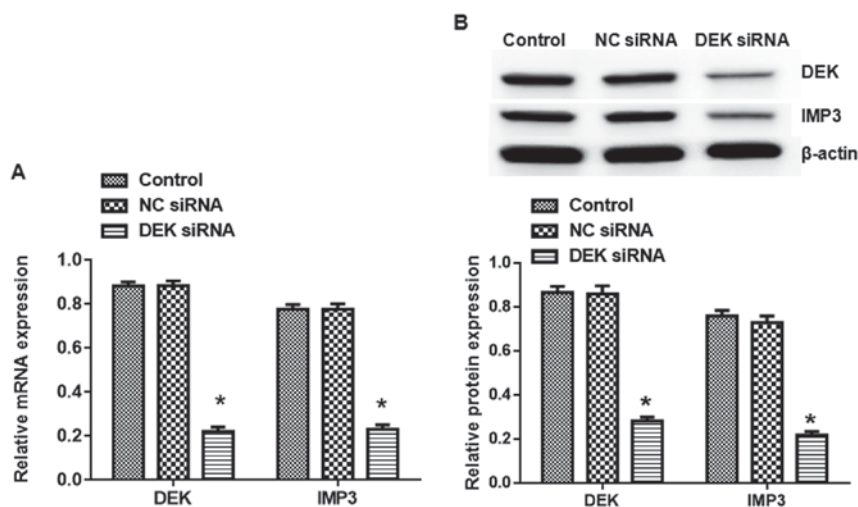 A
Control
NC siRNA
DEK siRNA
Relative mRNA expression
1.0
0.8
0.6
0.4
0.2
0.0
*
*
DEK IMP3
B
Control NC siRNA DEK siRNA
DEK
IMP3
β-actin
Control
NC siRNA
DEK siRNA
Relative protein expression
1.0
0.8
0.6
0.4
0.2
0.0
*
*
DEK IMP3